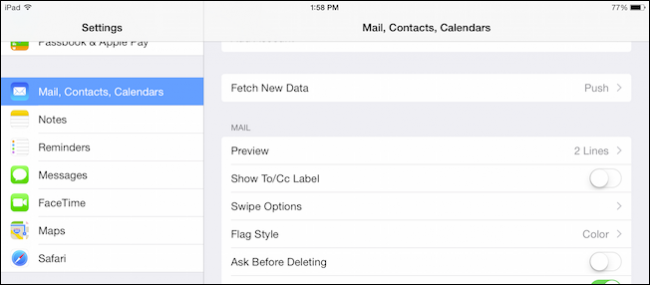 iPad
1:58 PM
77%
Settings
Mail, Contacts, Calendars
Passbook & Apple Pay
Mail, Contacts, Calendars
Notes
Reminders
Messages
FaceTime
Maps
Safari
Fetch New Data
Push
MAIL
Preview
2 Lines
Show To/Cc Label
Swipe Options
Flag Style
Color
Ask Before Deleting